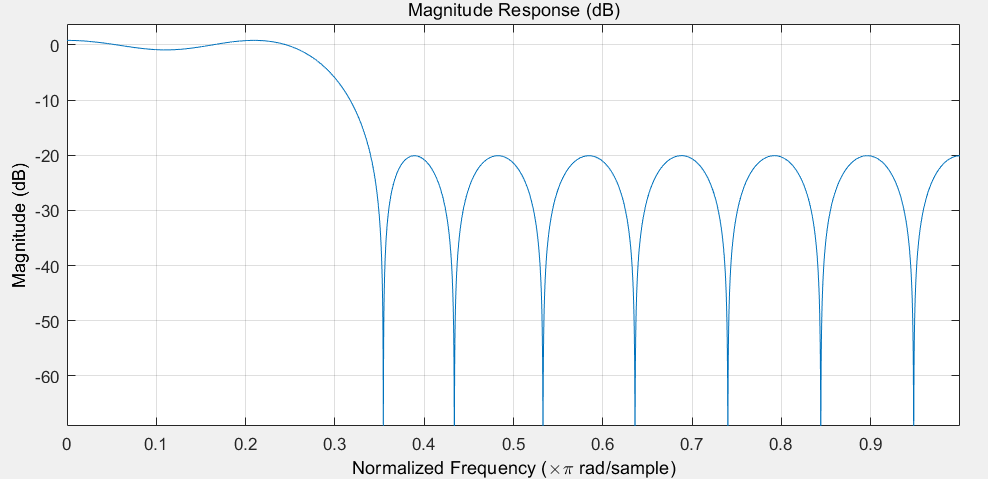 Magnitude Response (dB)
0
-10
-20
-30
-40
-50
-60
Magnitude (dB)
0 0.1 0.2 0.3 0.4 0.5 0.6 0.7 0.8 0.9
Normalized Frequency (×π rad/sample)